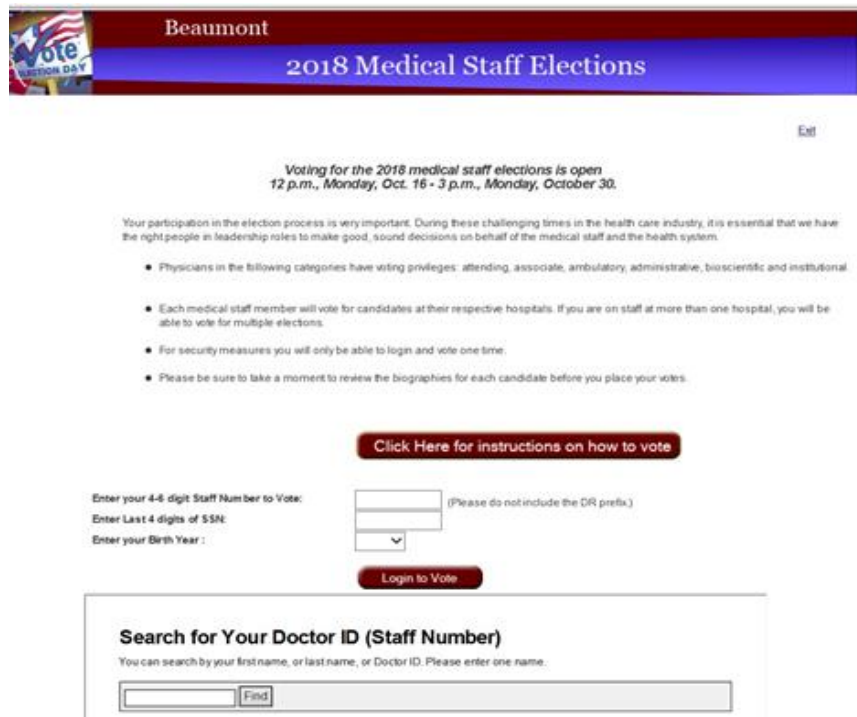 Vote
ELECTION DAY
Beaumont
2018 Medical Staff Elections
Exit
Voting for the 2018 medical staff elections is open
12 p.m., Monday, Oct. 16 - 3 p.m., Monday, October 30.
Your participation in the election process is very important. During these challenging times in the health care industry, it is essential that we have
the right people in leadership roles to make good, sound decisions on behalf of the medical staff and the health system.
• Physicians in the following categories have voting privileges: attending, associate, ambulatory, administrative, bioscientific and institutional
• Each medical staff member will vote for candidates at their respective hospitals. If you are on staff at more than one hospital, you will be
able to vote for multiple elections.
• For security measures you will only be able to login and vote one time.
• Please be sure to take a moment to review the biographies for each candidate before you place your votes.
Click Here for instructions on how to vote
Enter your 4-6 digit Staff Number to Vote: (Please do not include the DR prefix.)
Enter Last 4 digits of SSN:
Enter your Birth Year :
Login to Vote
Search for Your Doctor ID (Staff Number)
You can search by your first name, or last name, or Doctor ID. Please enter one name.
Find